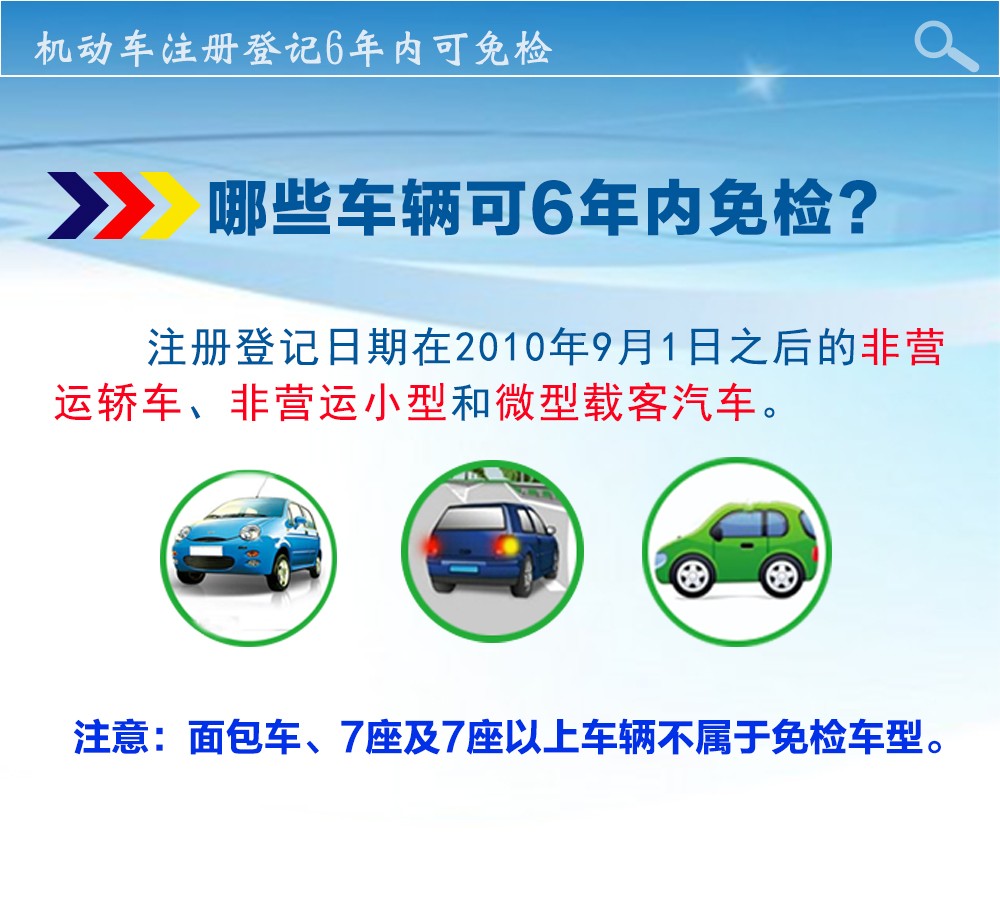 机动车注册登记6年内可免检
哪些车辆可6年内免检?
注册登记日期在2010年9月1日之后的非营
运轿车、非营运小型和微型载客汽车。
注意：面包车、7座及7座以上车辆不属于免检车型。